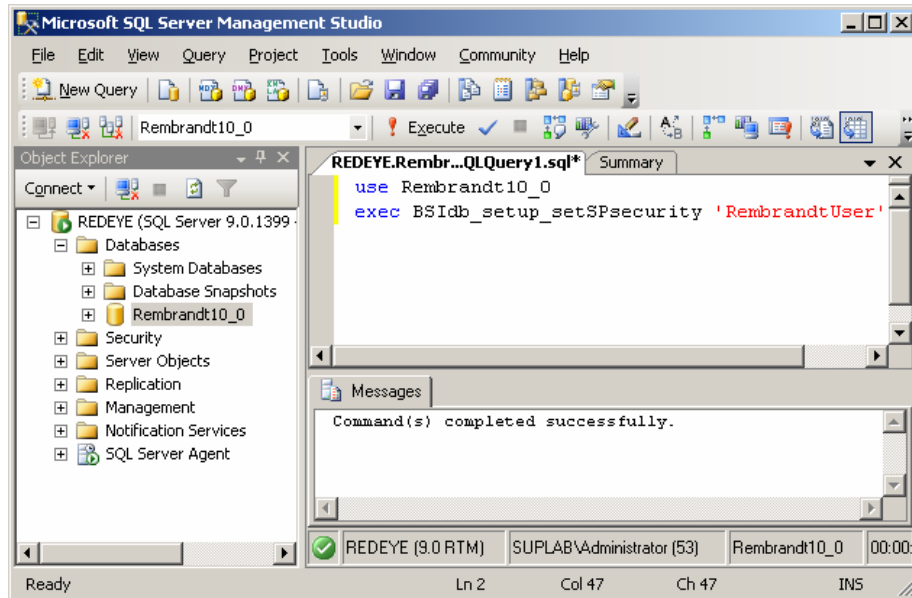 Microsoft SQL Server Management Studio
File Edit View Query Project Tools Window Community Help
New Query
Rembrandt10_0 Execute
Object Explorer
REDEYE.Rembr...QLQuery1.sql* Summary
Connect
use Rembrandt10_0
exec BSIdb_setup_setSPsecurity 'RembrandtUser'
REDEYE (SQL Server 9.0.1399 -
Databases
System Databases
Database Snapshots
Rembrandt10_0
Security
Server Objects
Replication
Management
Notification Services
SQL Server Agent
Messages
Command(s) completed successfully.
REDEYE (9.0 RTM) SUPLAB\Administrator (53) Rembrandt10_0 00:00:
Ready Ln 2 Col 47 Ch 47 INS